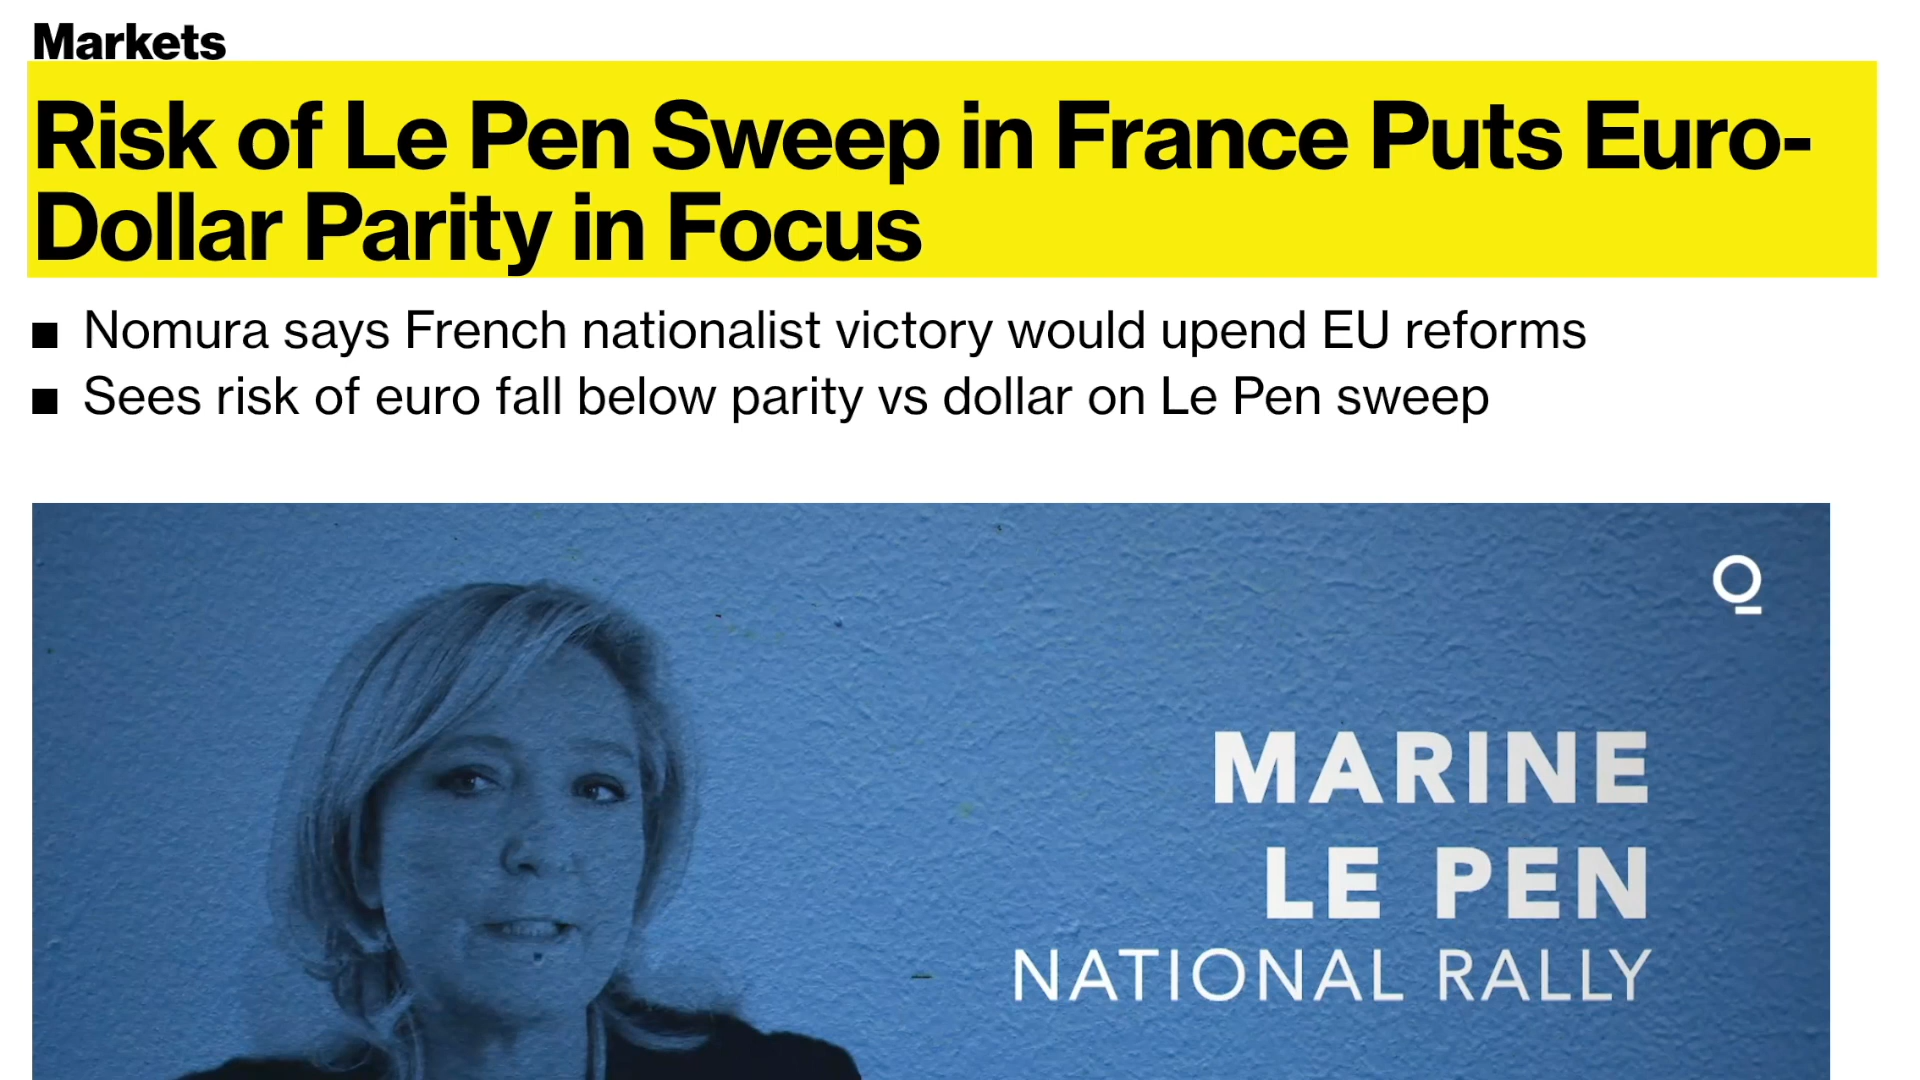 Markets
Risk of Le Pen Sweep in France Puts Euro-
Dollar Parity in Focus
Nomura says French nationalist victory would upend EU reforms
Sees risk of euro fall below parity vs dollar on Le Pen sweep
MARINE
LE PEN
NATIONAL RALLY